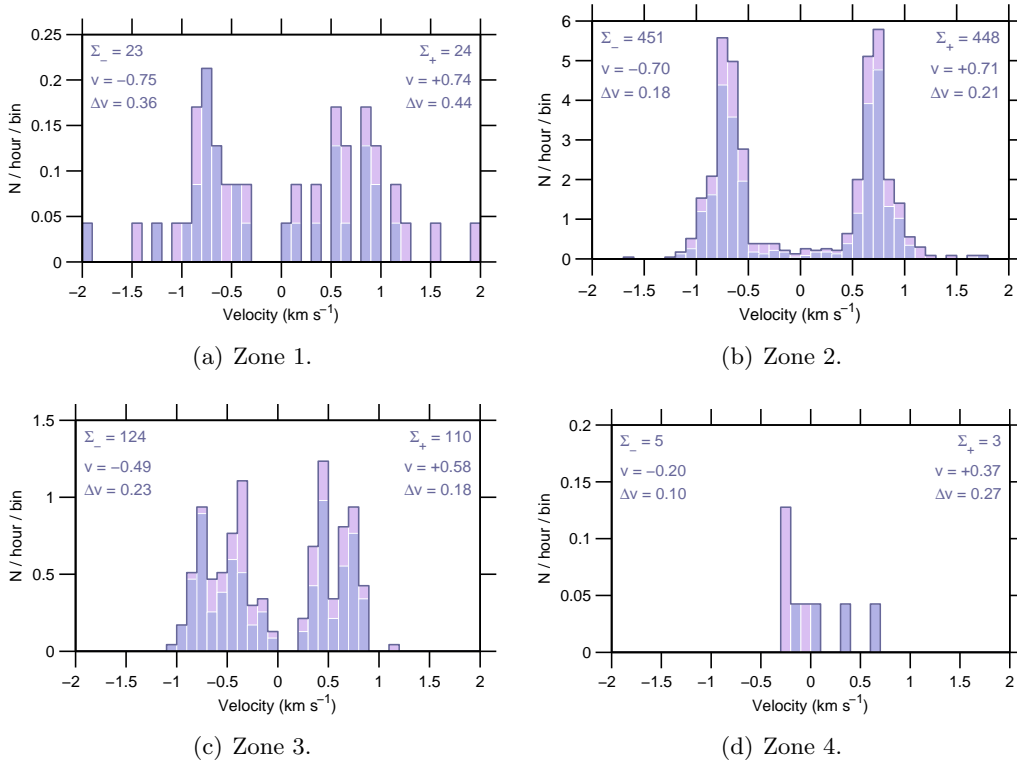 0.25
0.2
0.15
0.1
0.05
0
N / hour / bin
Σ₋ = 23
v = −0.75
Δv = 0.36
Σ₊ = 24
v = +0.74
Δv = 0.44
−2 −1.5 −1 −0.5 0 0.5 1 1.5 2
Velocity (km s⁻¹)
(a) Zone 1.
6
5
4
3
2
1
0
N / hour / bin
Σ₋ = 451
v = −0.70
Δv = 0.18
Σ₊ = 448
v = +0.71
Δv = 0.21
−2 −1.5 −1 −0.5 0 0.5 1 1.5 2
Velocity (km s⁻¹)
(b) Zone 2.
1.5
1
0.5
0
N / hour / bin
Σ₋ = 124
v = −0.49
Δv = 0.23
Σ₊ = 110
v = +0.58
Δv = 0.18
−2 −1.5 −1 −0.5 0 0.5 1 1.5 2
Velocity (km s⁻¹)
(c) Zone 3.
0.2
0.15
0.1
0.05
0
N / hour / bin
Σ₋ = 5
v = −0.20
Δv = 0.10
Σ₊ = 3
v = +0.37
Δv = 0.27
−2 −1.5 −1 −0.5 0 0.5 1 1.5 2
Velocity (km s⁻¹)
(d) Zone 4.